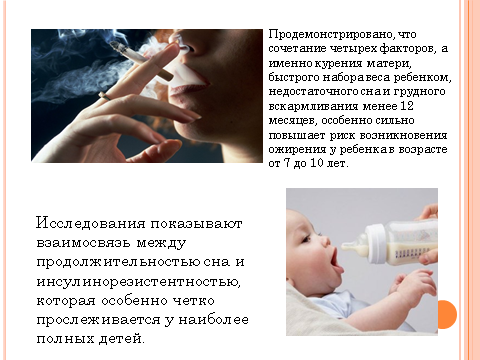 Продемонстрировано, что
сочетание четырех факторов, а
именно курения матери,
быстрого набора веса ребенком,
недостаточного сна и грудного
вскармливания менее 12
месяцев, особенно сильно
повышает риск возникновения
ожирения у ребенка в возрасте
от 7 до 10 лет.
Исследования показывают
взаимосвязь между
продолжительностью сна и
инсулинорезистентностью,
которая особенно четко
прослеживается у наиболее
полных детей.